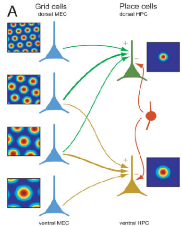 A
Grid cells
dorsal MEC
Place cells
dorsal HPC
ventral MEC
ventral HPC